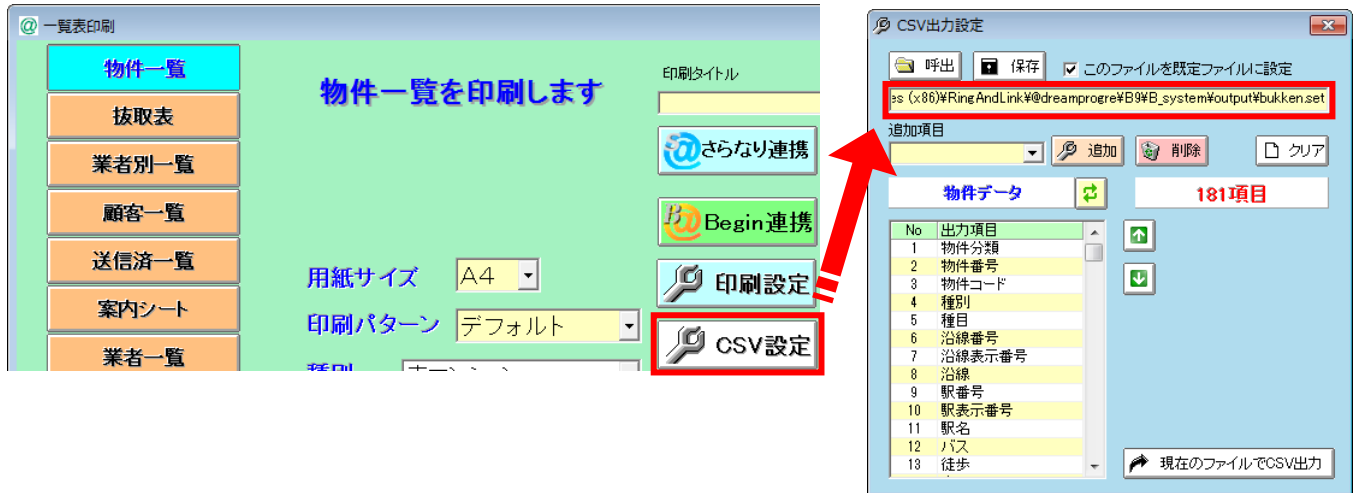 一覧表印刷
物件一覧
抜取表
業者別一覧
顧客一覧
送信済一覧
案内シート
業者一覧
物件一覧を印刷します
印刷タイトル
@さらなり連携
B@Begin連携
印刷設定
CSV設定
用紙サイズ
A4
印刷パターン
デフォルト
CSV出力設定
呼出
保存
このファイルを既定ファイルに設定
es (x86)¥RingAndLink¥@dreamprogre¥B9¥B_system¥output¥bukken.set
追加項目
追加
削除
クリア
物件データ
181項目
No 出力項目
1 物件分類
2 物件番号
3 物件コード
4 種別
5 種目
6 沿線番号
7 沿線表示番号
8 沿線
9 駅番号
10 駅表示番号
11 駅名
12 バス
13 徒歩
現在のファイルでCSV出力